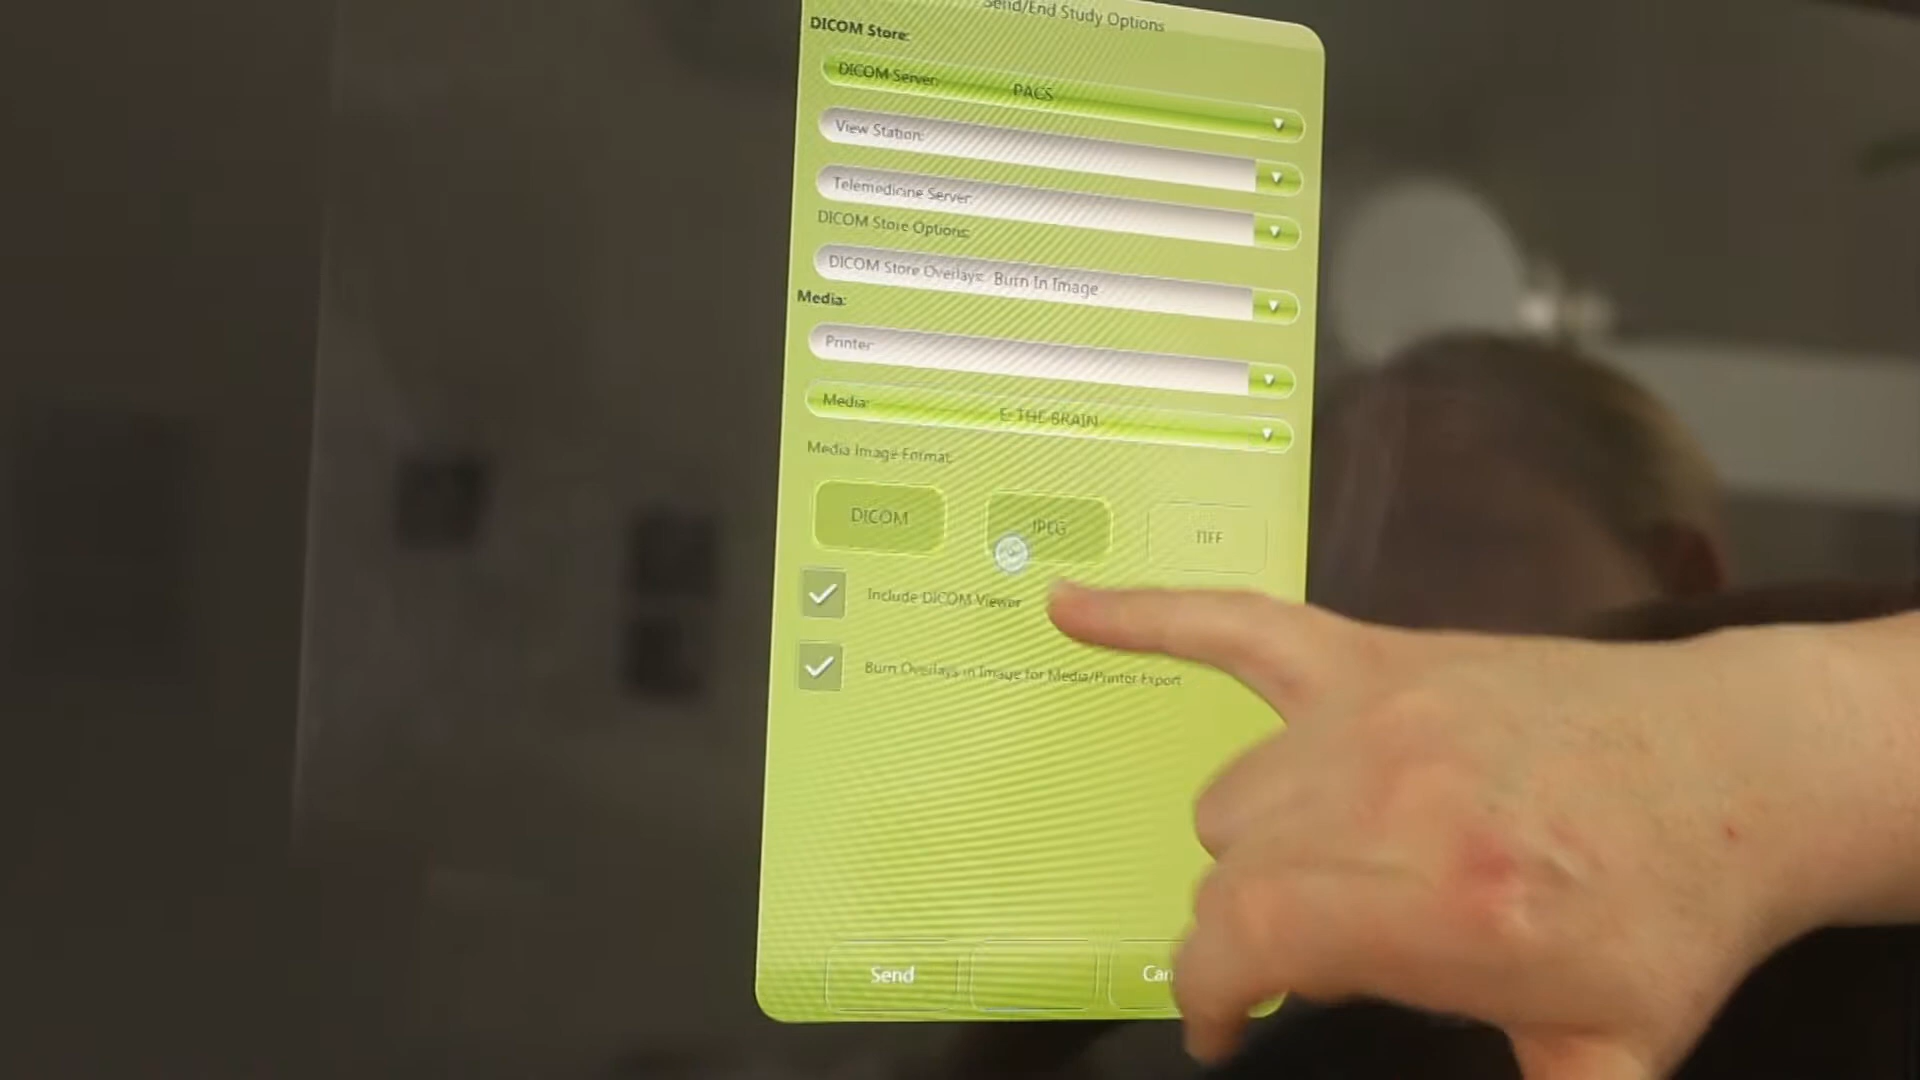 Send/End Study Options
DICOM Store:
DICOM Server: PACS
View Station:
Telemedicine Server:
DICOM Store Options:
DICOM Store Overlays: Burn In Image
Media:
Printer:
Media: E: THE BRAIN
Media Image Format:
DICOM JPEG TIFF
Include DICOM Viewer
Burn Overlays in Image for Media/Printer Export
Send Can